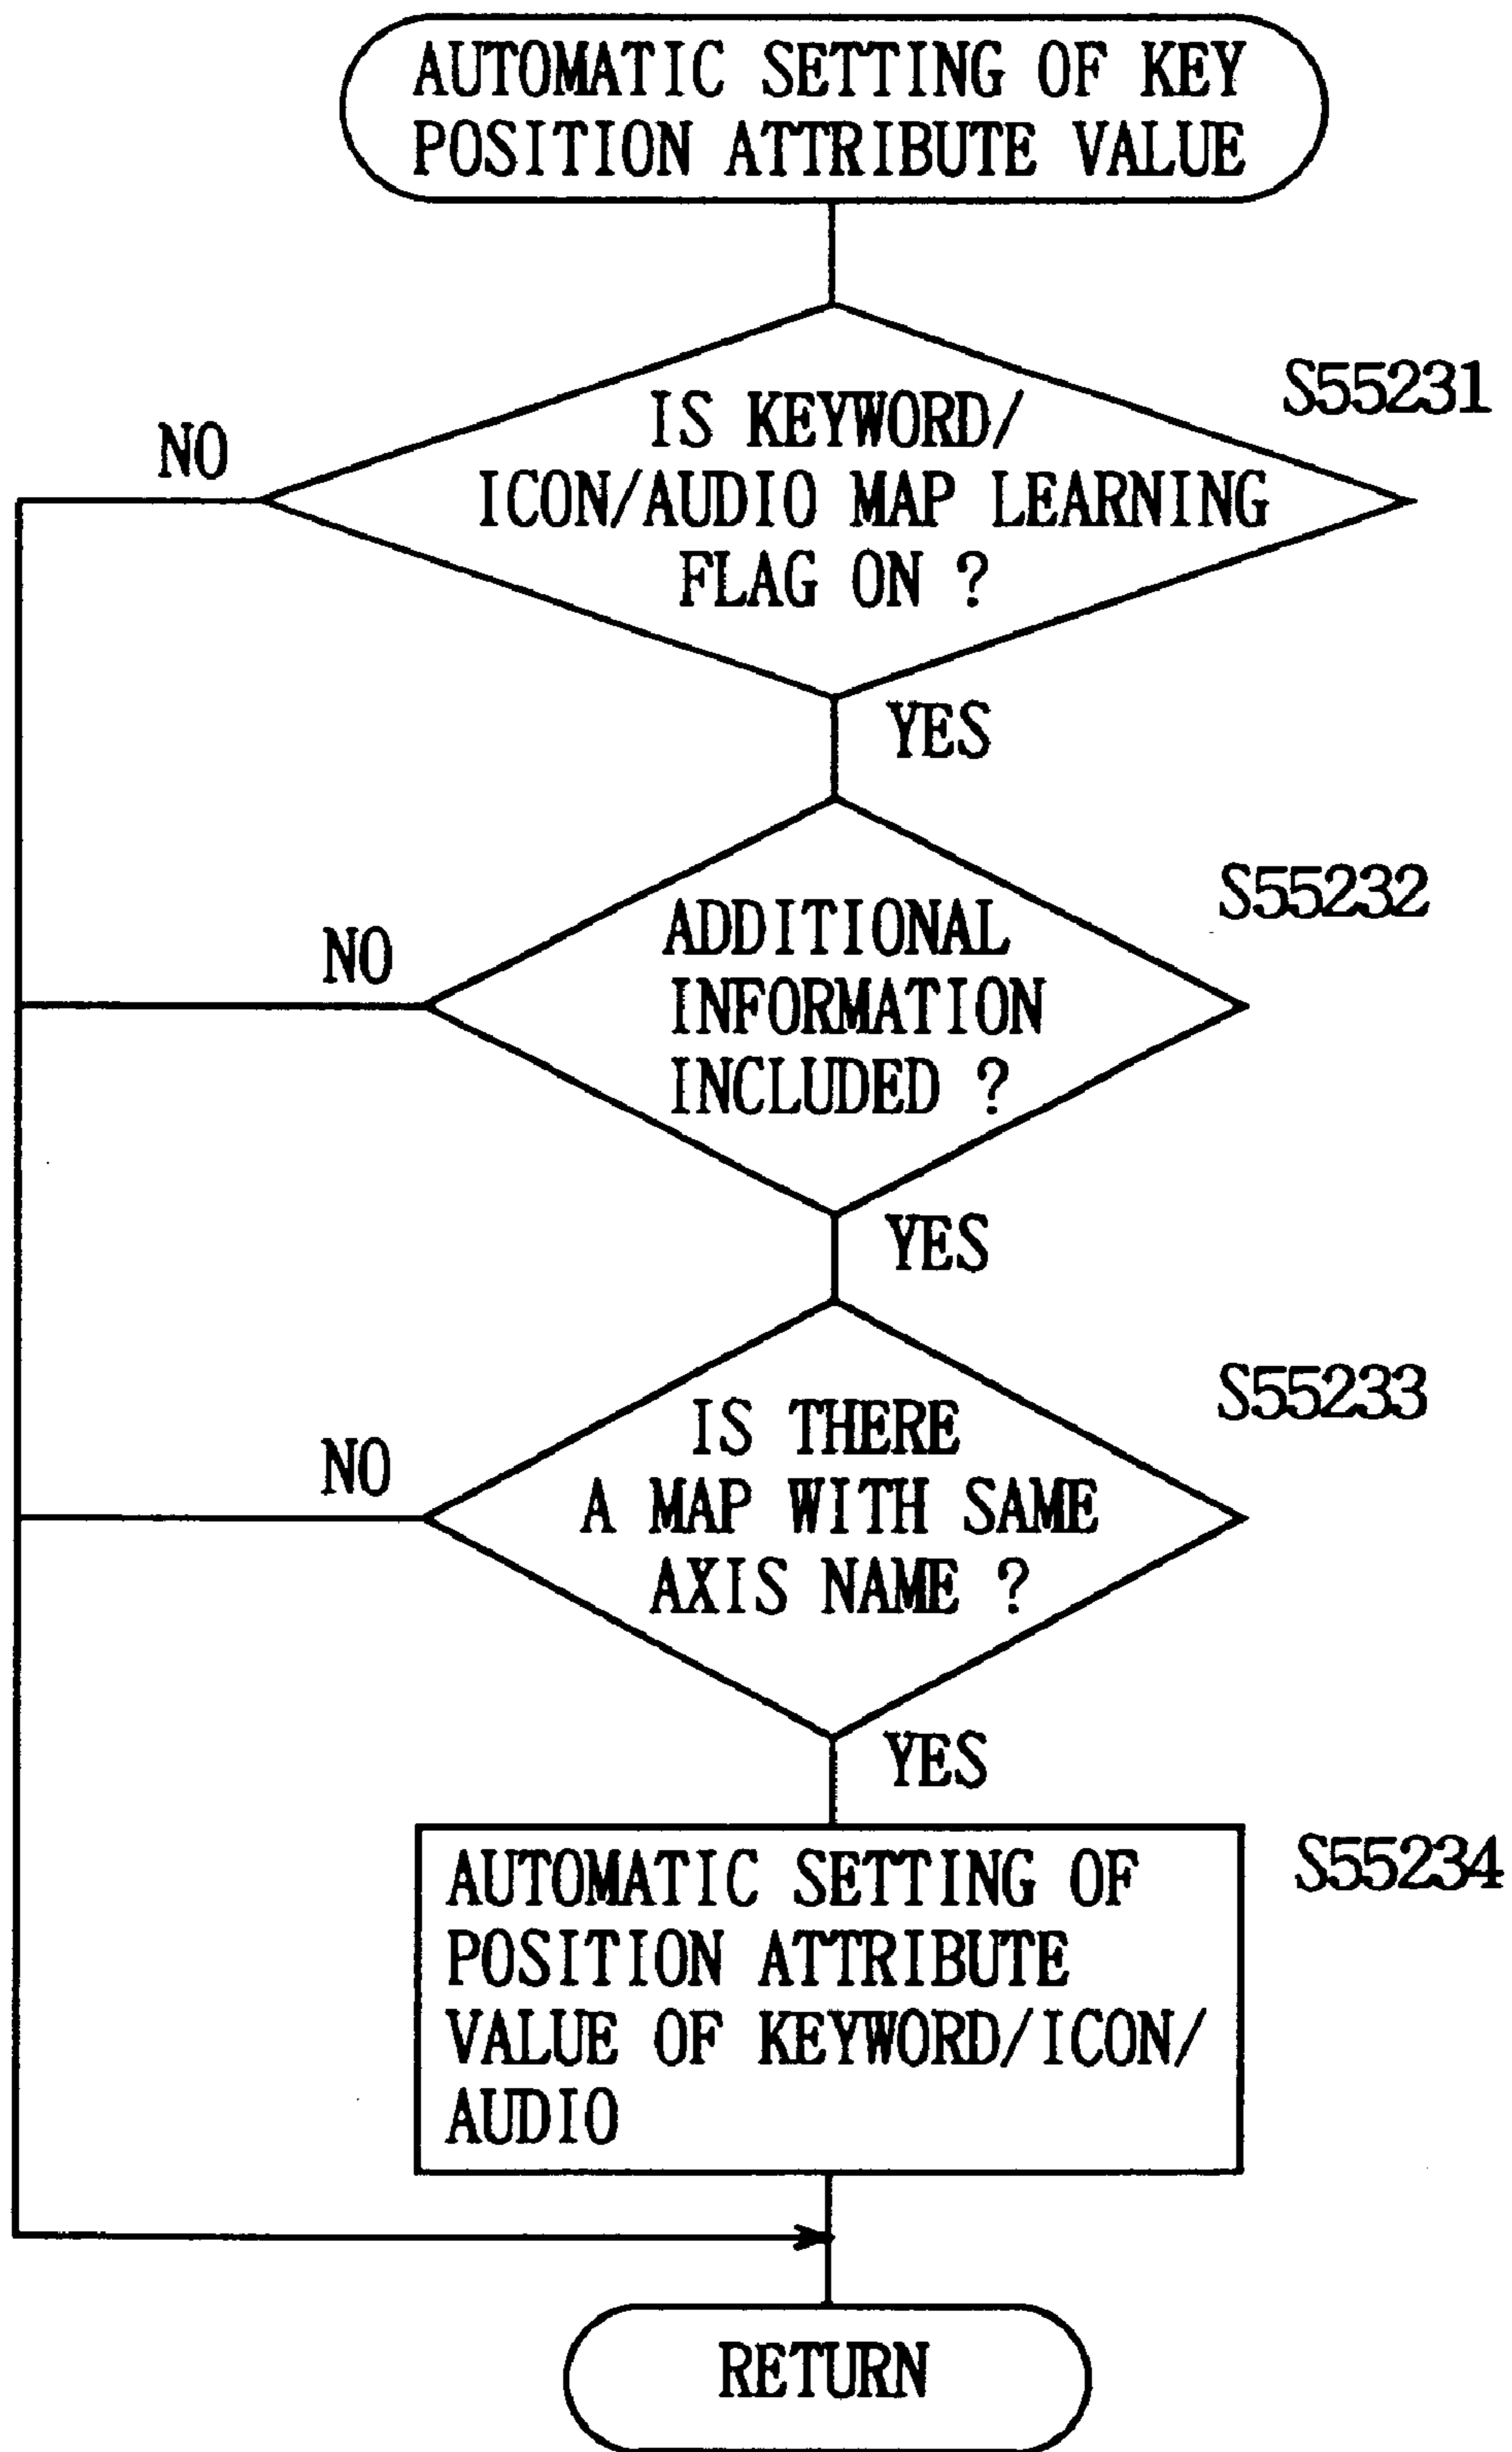 AUTOMATIC SETTING OF KEY
POSITION ATTRIBUTE VALUE
S55231
IS KEYWORD/
ICON/AUDIO MAP LEARNING
FLAG ON ?
NO
YES
S55232
ADDITIONAL
INFORMATION
INCLUDED ?
NO
YES
S55233
IS THERE
A MAP WITH SAME
AXIS NAME ?
NO
YES
S55234
AUTOMATIC SETTING OF
POSITION ATTRIBUTE
VALUE OF KEYWORD/ICON/
AUDIO
RETURN